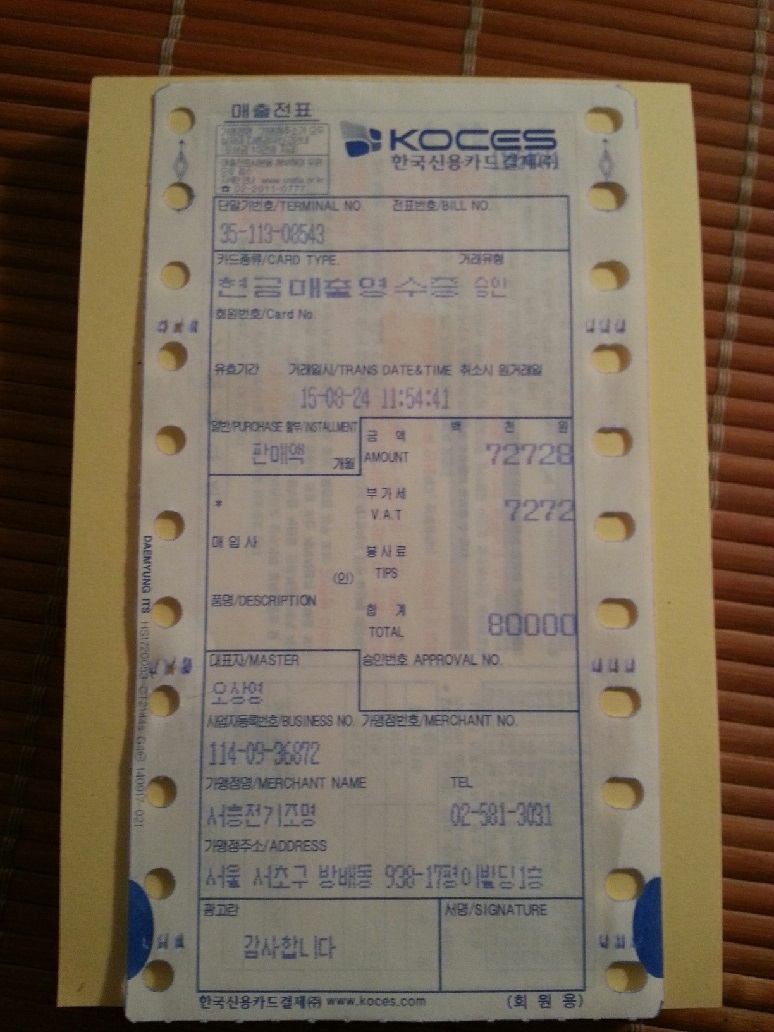 매출전표
KOCES
한국신용카드결제㈜
☎ 02-2011-0777
단말기번호/TERMINAL NO. 전표번호/BILL NO.
35-113-08543
카드종류/CARD TYPE. 거래유형
현금매출영수증 승인
회원번호/Card No.
유효기간 거래일시/TRANS DATE&TIME 취소시 원거래일
15-08-24 11:54:41
일반/PURCHASE 할부/INSTALLMENT
판매액 개월
백 천 원
금 액
AMOUNT 72728
부가세
V.A.T 7272
*
매입사
(인)
봉사료
TIPS
품명/DESCRIPTION
합 계
TOTAL 80000
대표자/MASTER 승인번호 APPROVAL NO.
오상영
사업자등록번호/BUSINESS NO. 가맹점번호/MERCHANT NO.
114-09-36872
가맹점명/MERCHANT NAME TEL
서흥전기조명 02-581-3031
가맹점주소/ADDRESS
서울 서초구 방배동 938-17평이빌딩1층
광고란 서명/SIGNATURE
감사합니다
한국신용카드결제㈜ www.koces.com (회 원 용)
DAEMYUNG ITS